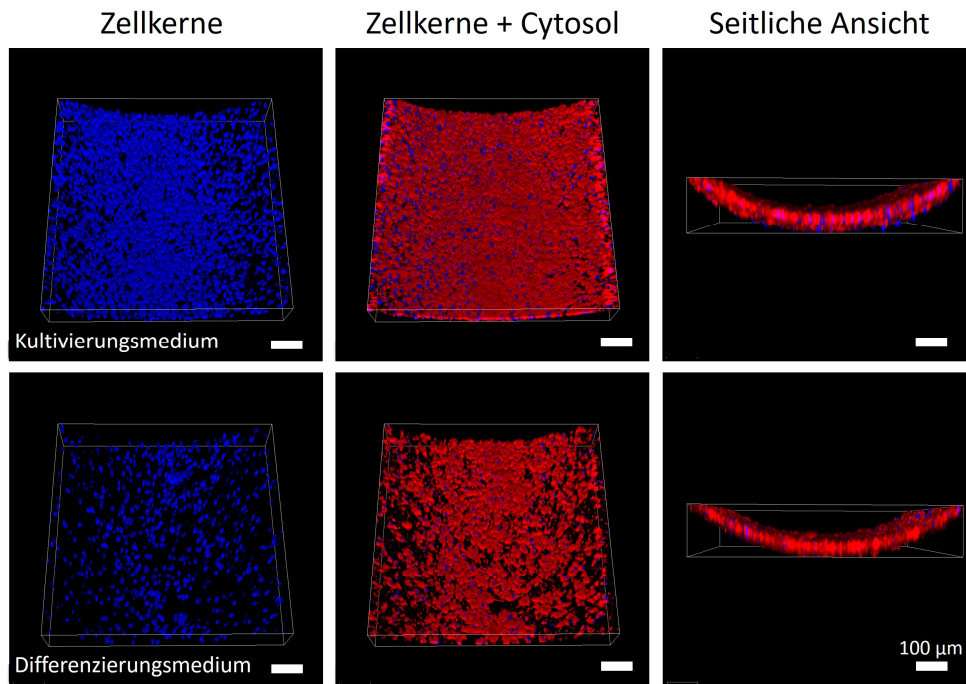 Zellkerne
Zellkerne + Cytosol
Seitliche Ansicht
Kultivierungsmedium
Differenzierungsmedium
100 µm